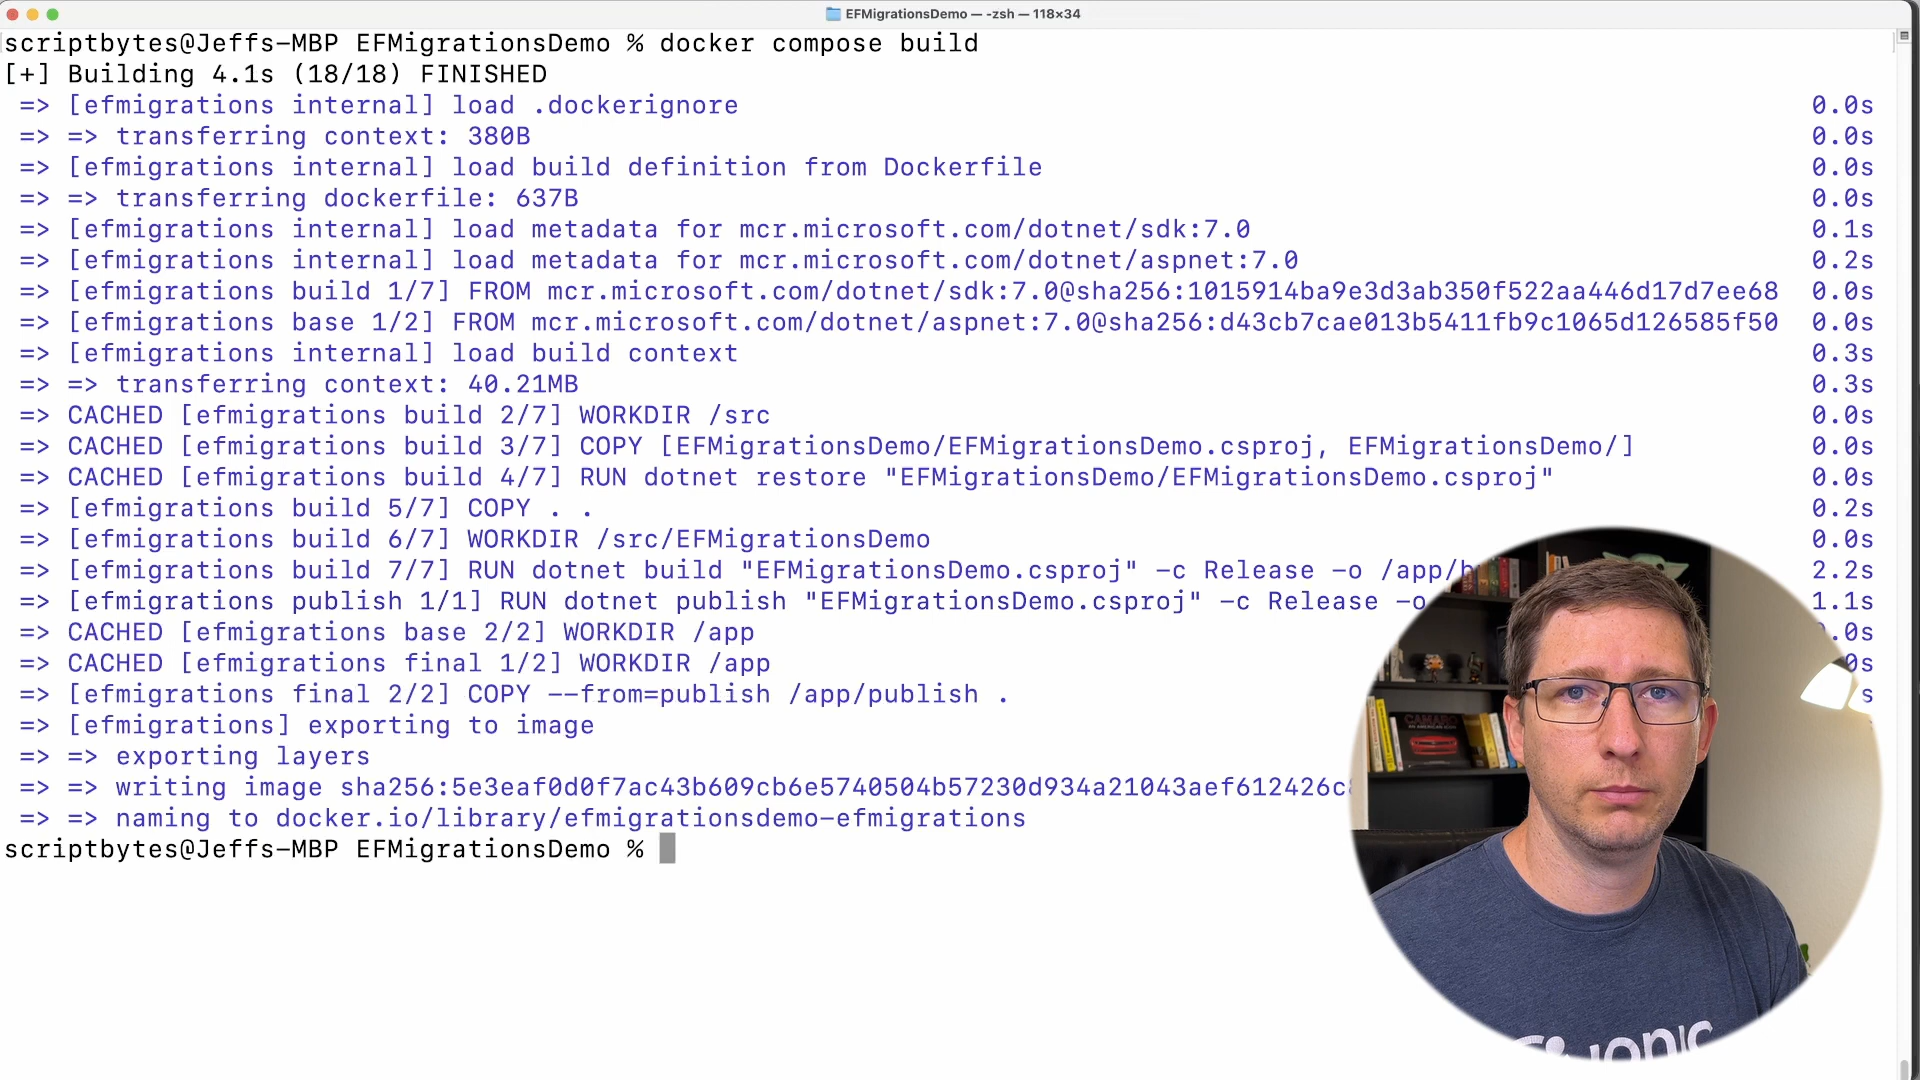 EFMigrationsDemo — -zsh — 118×34
scriptbytes@Jeffs-MBP EFMigrationsDemo % docker compose build
[+] Building 4.1s (18/18) FINISHED
=> [efmigrations internal] load .dockerignore 0.0s
=> => transferring context: 380B 0.0s
=> [efmigrations internal] load build definition from Dockerfile 0.0s
=> => transferring dockerfile: 637B 0.0s
=> [efmigrations internal] load metadata for mcr.microsoft.com/dotnet/sdk:7.0 0.1s
=> [efmigrations internal] load metadata for mcr.microsoft.com/dotnet/aspnet:7.0 0.2s
=> [efmigrations build 1/7] FROM mcr.microsoft.com/dotnet/sdk:7.0@sha256:1015914ba9e3d3ab350f522aa446d17d7ee68 0.0s
=> [efmigrations base 1/2] FROM mcr.microsoft.com/dotnet/aspnet:7.0@sha256:d43cb7cae013b5411fb9c1065d126585f50 0.0s
=> [efmigrations internal] load build context 0.3s
=> => transferring context: 40.21MB 0.3s
=> CACHED [efmigrations build 2/7] WORKDIR /src 0.0s
=> CACHED [efmigrations build 3/7] COPY [EFMigrationsDemo/EFMigrationsDemo.csproj, EFMigrationsDemo/] 0.0s
=> CACHED [efmigrations build 4/7] RUN dotnet restore "EFMigrationsDemo/EFMigrationsDemo.csproj" 0.0s
=> [efmigrations build 5/7] COPY . . 0.2s
=> [efmigrations build 6/7] WORKDIR /src/EFMigrationsDemo 0.0s
=> [efmigrations build 7/7] RUN dotnet build "EFMigrationsDemo.csproj" -c Release -o 2.2s
=> [efmigrations publish 1/1] RUN dotnet publish "EFMigrationsDemo.csproj" -c Release -o 1.1s
=> CACHED [efmigrations base 2/2] WORKDIR /app
=> CACHED [efmigrations final 1/2] WORKDIR /app
=> [efmigrations final 2/2] COPY --from=publish /app/publish .
=> [efmigrations] exporting to image
=> => exporting layers
=> => writing image sha256:5e3eaf0d0f7ac43b609cb6e5740504b57230d934a21043aef612426c
=> => naming to docker.io/library/efmigrationsdemo-efmigrations
scriptbytes@Jeffs-MBP EFMigrationsDemo %
CAMARO